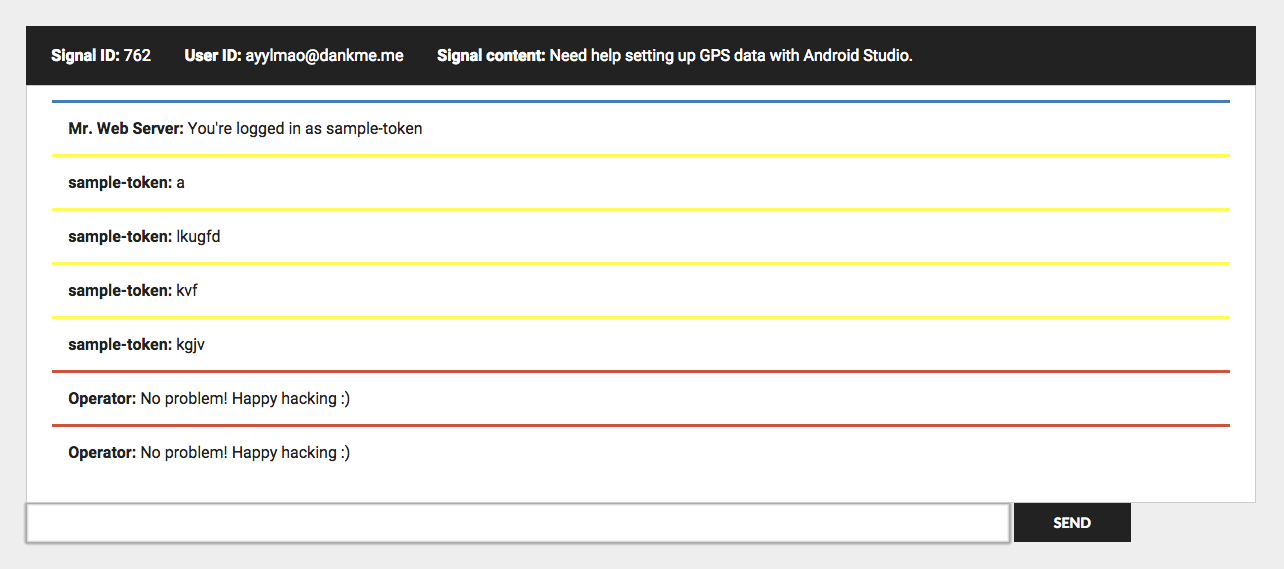 Signal ID: 762 User ID: ayylmao@dankme.me Signal content: Need help setting up GPS data with Android Studio.
Mr. Web Server: You're logged in as sample-token
sample-token: a
sample-token: lkugfd
sample-token: kvf
sample-token: kgjv
Operator: No problem! Happy hacking :)
Operator: No problem! Happy hacking :)
SEND